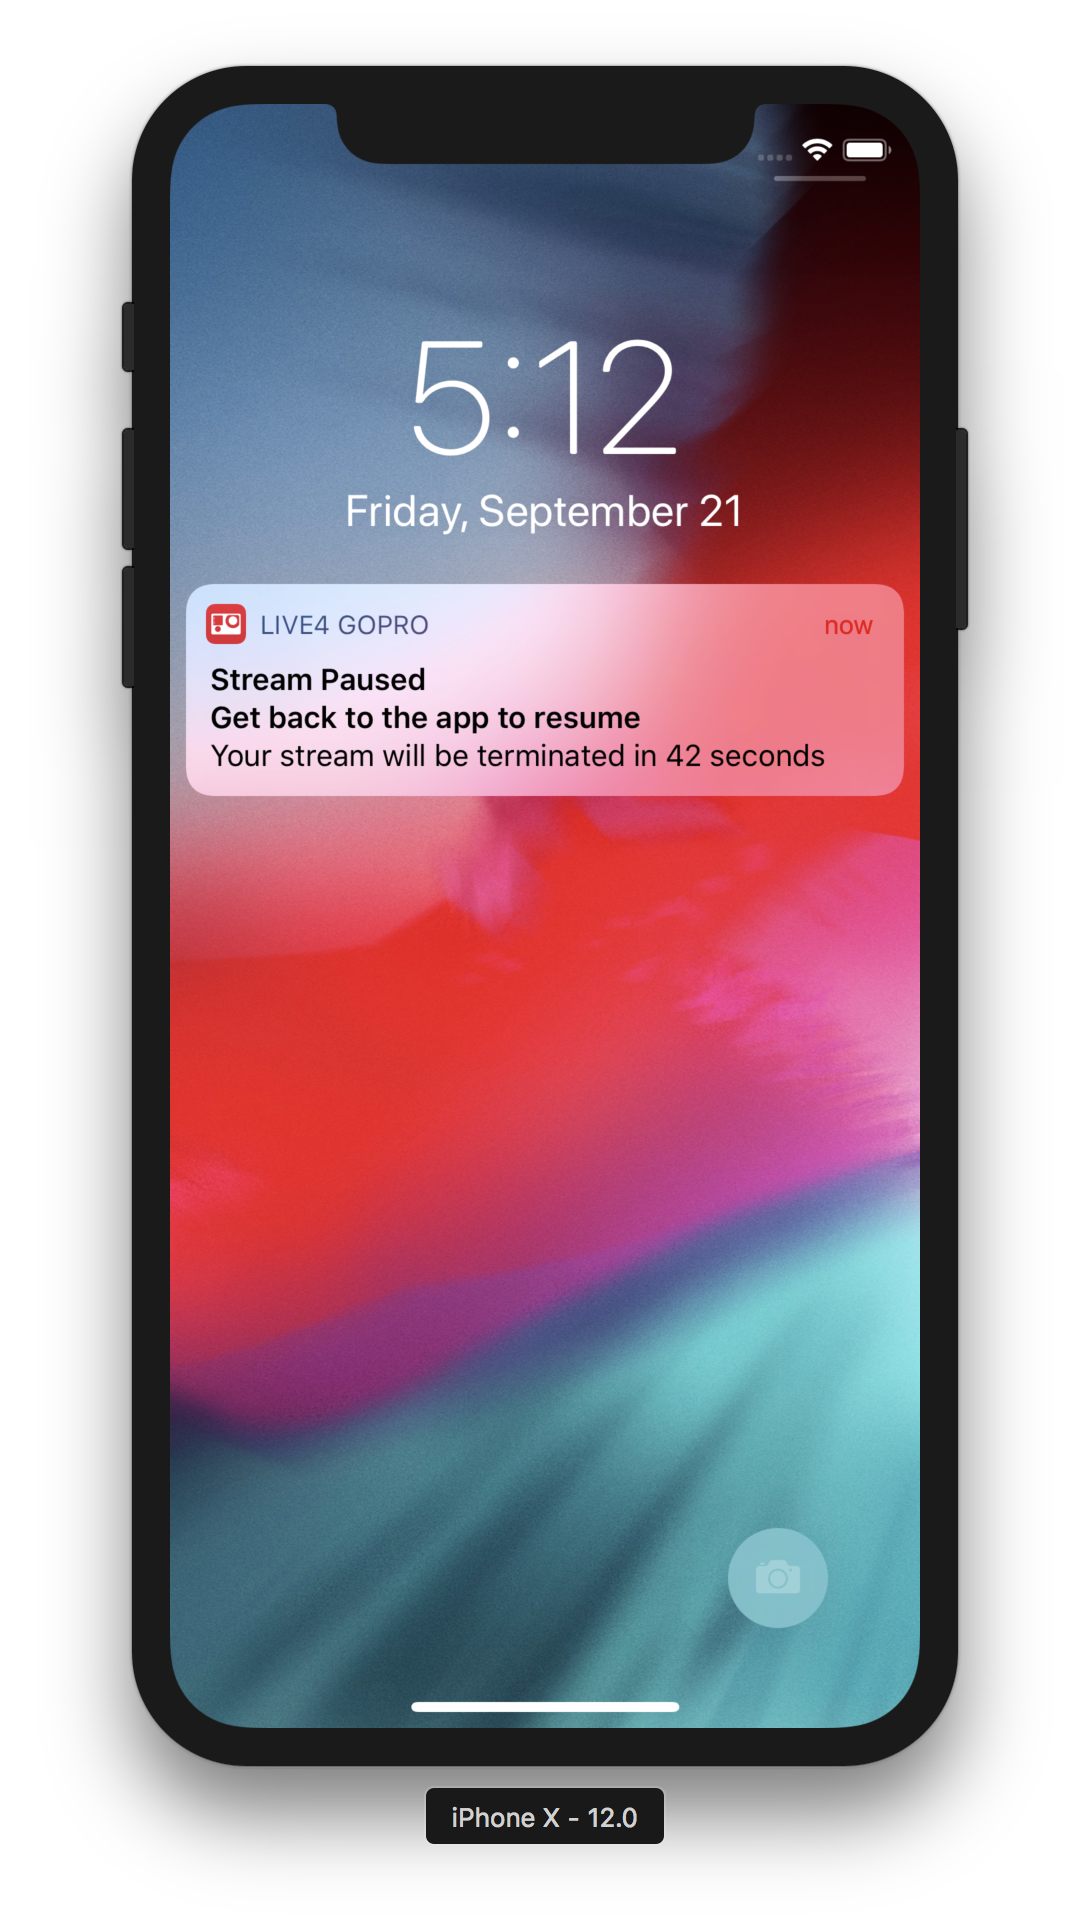 5:12
Friday, September 21
LIVE4 GOPRO
now
Stream Paused
Get back to the app to resume
Your stream will be terminated in 42 seconds
iPhone X - 12.0